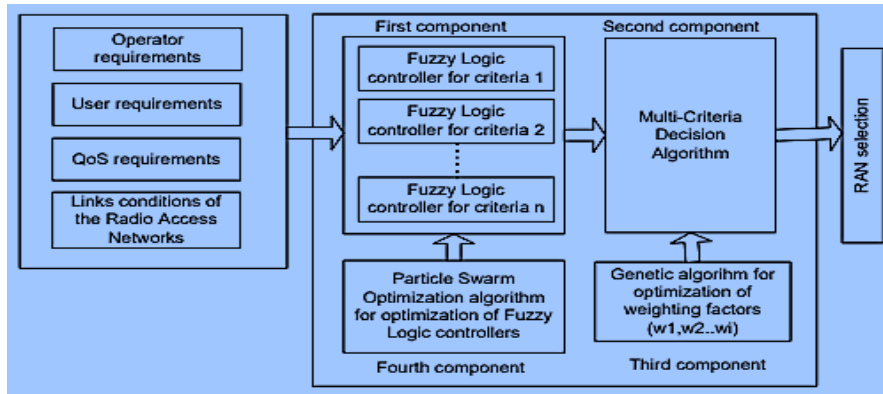 Operator
requirements
User requirements
QoS requirements
Links conditions of
the Radio Access
Networks
First component
Fuzzy Logic
controller for criteria 1
Fuzzy Logic
controller for criteria 2
Fuzzy Logic
controller for criteria n
Particle Swarm
Optimization algorithm
for optimization of Fuzzy
Logic controllers
Fourth component
Second component
Multi-Criteria
Decision
Algorithm
Genetic algorihm for
optimization of
weighting factors
(w1,w2..wi)
Third component
RAN selection